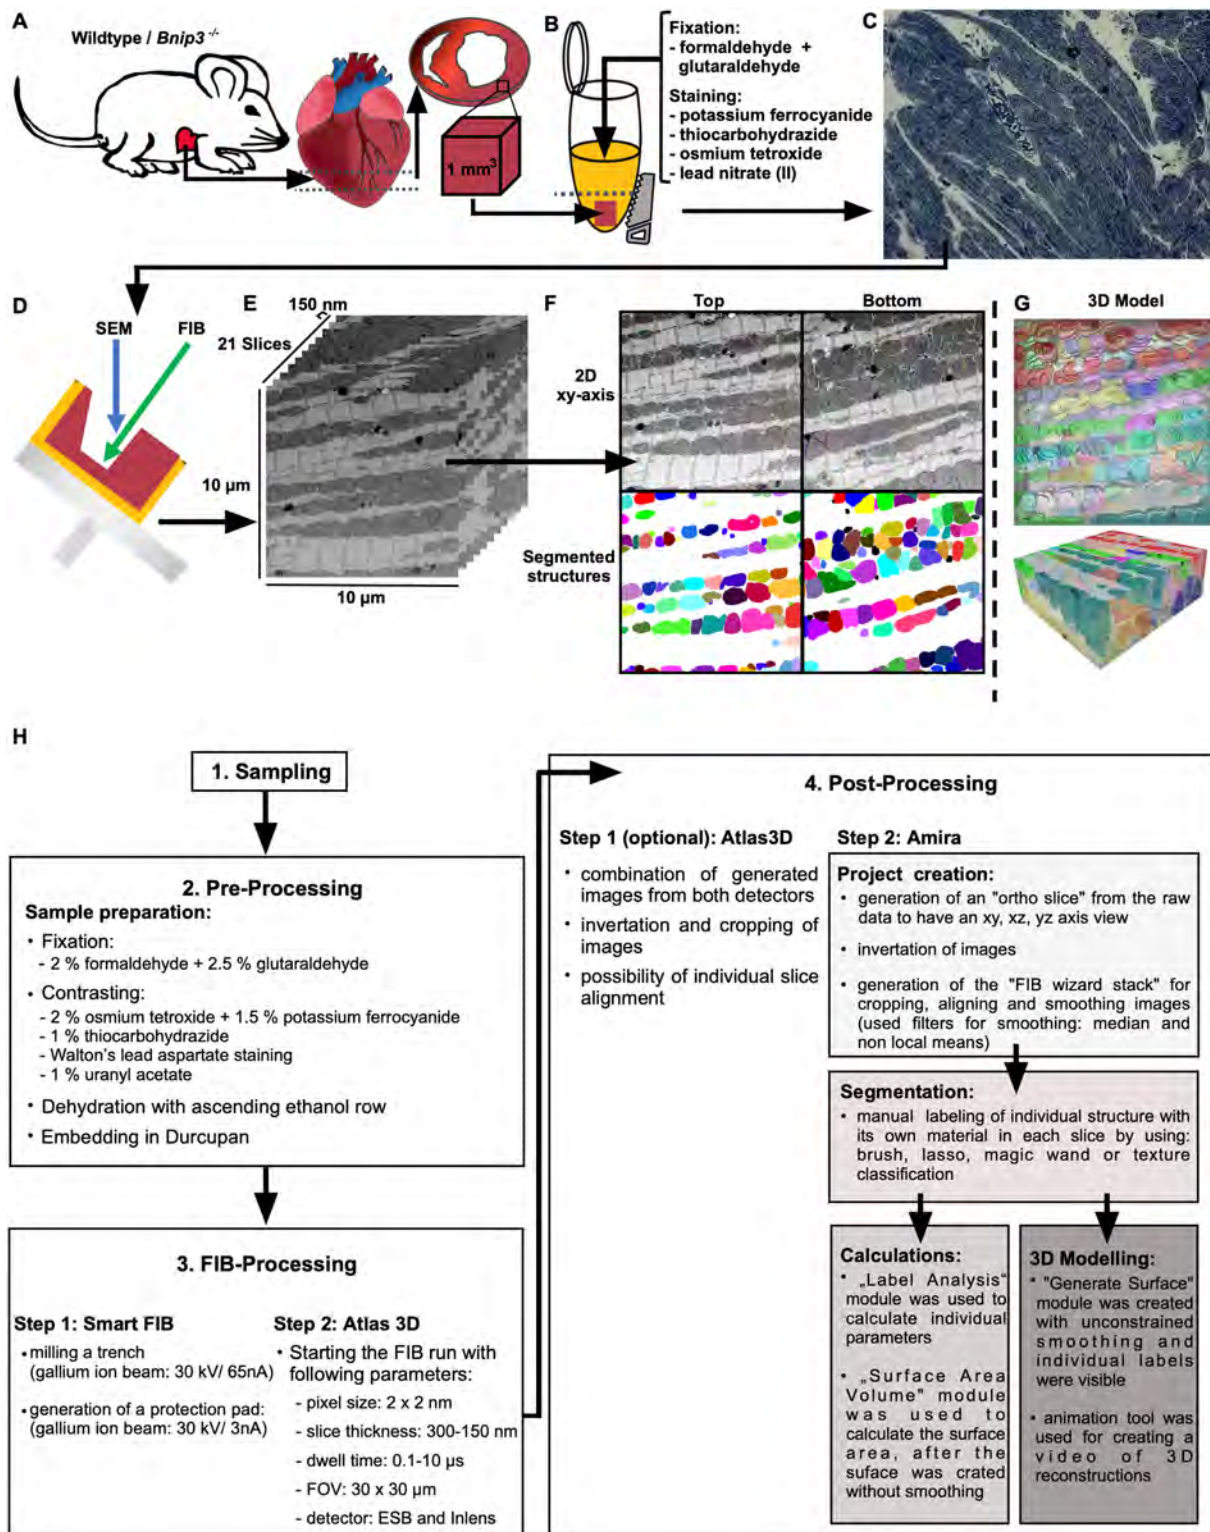 A
Wildtype / Bnip3 -/-
1 mm3
B
Fixation:
- formaldehyde +
glutaraldehyde
Staining:
- potassium ferrocyanide
- thiocarbohydrazide
- osmium tetroxide
- lead nitrate (II)
C
D
SEM
FIB
E
150 nm
21 Slices
10 µm
10 µm
F
Top
Bottom
2D
xy-axis
Segmented
structures
G
3D Model
H
1. Sampling
2. Pre-Processing
Sample preparation:
• Fixation:
- 2 % formaldehyde + 2.5 % glutaraldehyde
• Contrasting:
- 2 % osmium tetroxide + 1.5 % potassium ferrocyanide
- 1 % thiocarbohydrazide
- Walton's lead aspartate staining
- 1 % uranyl acetate
• Dehydration with ascending ethanol row
• Embedding in Durcupan
3. FIB-Processing
Step 1: Smart FIB
• milling a trench
(gallium ion beam: 30 kV/ 65nA)
• generation of a protection pad:
(gallium ion beam: 30 kV/ 3nA)
Step 2: Atlas 3D
• Starting the FIB run with
following parameters:
- pixel size: 2 x 2 nm
- slice thickness: 300-150 nm
- dwell time: 0.1-10 µs
- FOV: 30 x 30 µm
- detector: ESB and Inlens
4. Post-Processing
Step 1 (optional): Atlas3D
• combination of generated
images from both detectors
• invertation and cropping of
images
• possibility of individual slice
alignment
Step 2: Amira
Project creation:
• generation of an "ortho slice" from the raw
data to have an xy, xz, yz axis view
• invertation of images
• generation of the "FIB wizard stack" for
cropping, aligning and smoothing images
(used filters for smoothing: median and
non local means)
Segmentation:
• manual labeling of individual structure with
its own material in each slice by using:
brush, lasso, magic wand or texture
classification
Calculations:
• „Label Analysis“
module was used to
calculate individual
parameters
• „Surface Area
Volume" module
was used to
calculate the surface
area, after the
suface was crated
without smoothing
3D Modelling:
• "Generate Surface"
module was created
with unconstrained
smoothing and
individual labels
were visible
• animation tool was
used for creating a
video of 3D
reconstructions